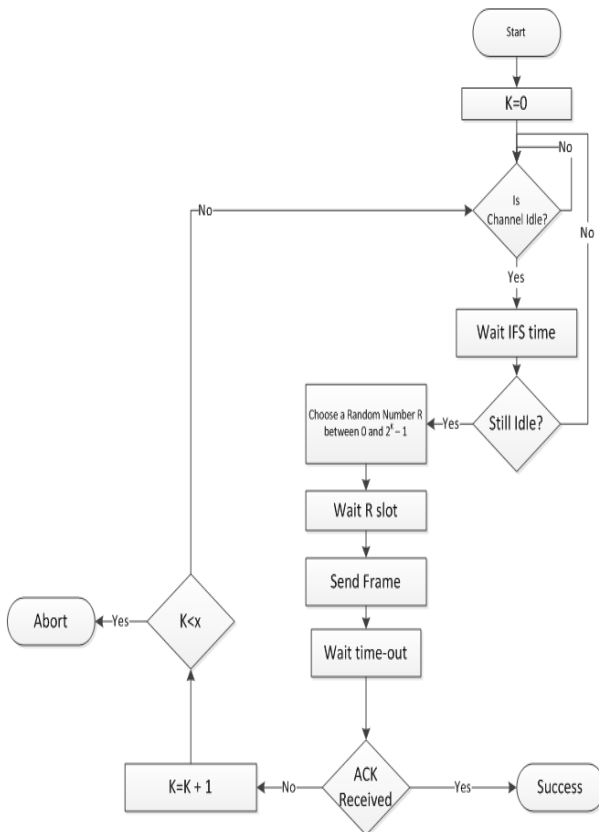 Start
K=0
No
Is
Channel Idle?
No
No
Yes
Wait IFS time
Choose a Random Number R
between 0 and 2^x – 1
Yes
Still Idle?
Wait R slot
Send Frame
Abort
Yes
K<x
Wait time-out
K=K + 1
No
ACK
Received
Yes
Success